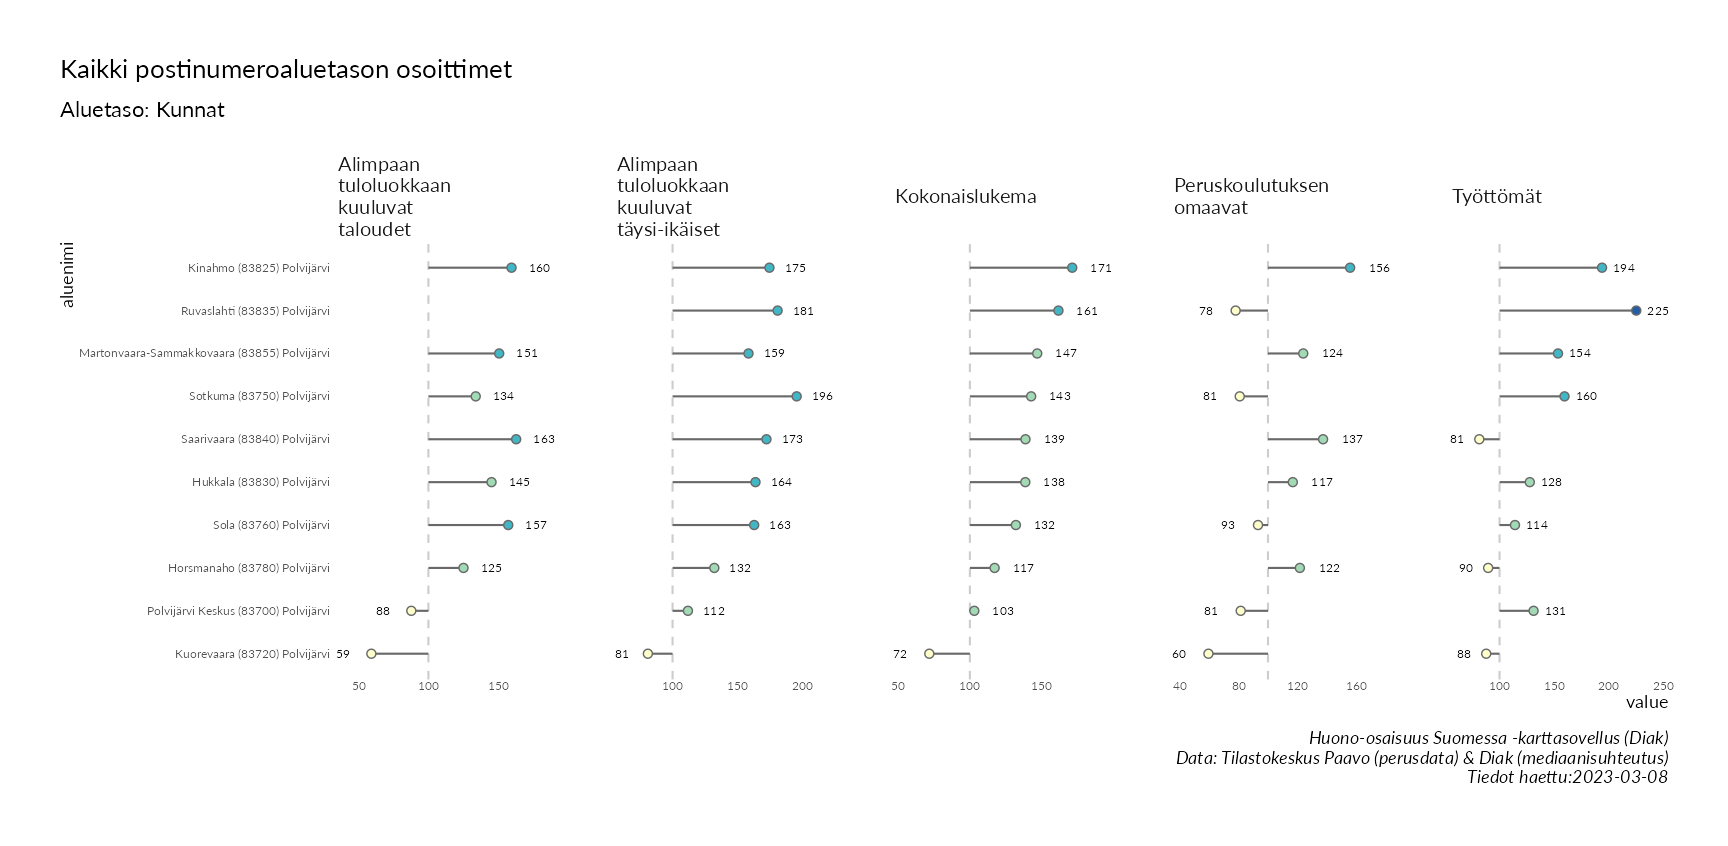 Kaikki postinumeroaluetason osoittimet
Aluetaso: Kunnat
Alimpaan
tuloluokkaan
kuuluvat
taloudet
Alimpaan
tuloluokkaan
kuuluvat
täysi-ikäiset
Kokonaislukema
Peruskoulutuksen
omaavat
Työttömät
aluenimi
Kinahmo (83825) Polvijärvi 160 175 171 156 194
Ruvaslahti (83835) Polvijärvi 181 161 78 225
Martonvaara-Sammakkovaara (83855) Polvijärvi 151 159 147 124 154
Sotkuma (83750) Polvijärvi 134 196 143 81 160
Saarivaara (83840) Polvijärvi 163 173 139 137 81
Hukkala (83830) Polvijärvi 145 164 138 117 128
Sola (83760) Polvijärvi 157 163 132 93 114
Horsmanaho (83780) Polvijärvi 125 132 117 122 90
Polvijärvi Keskus (83700) Polvijärvi 88 112 103 81 131
Kuorevaara (83720) Polvijärvi 59 81 72 60 88
50 100 150 100 150 200 50 100 150 40 80 120 160 100 150 200 250
value
Huono-osaisuus Suomessa -karttasovellus (Diak)
Data: Tilastokeskus Paavo (perusdata) & Diak (mediaanisuhteutus)
Tiedot haettu:2023-03-08